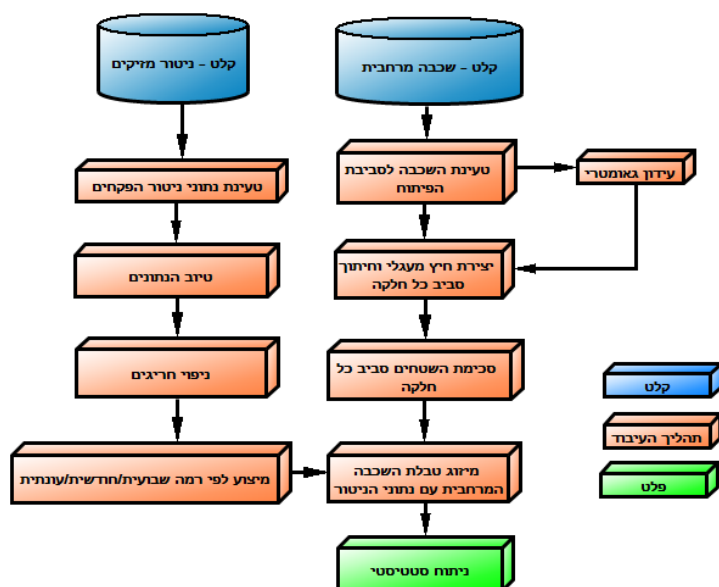 קלט - ניטור מזיקים
קלט - שכבה מרחבית
טעינת נתוני ניטור הפקחים
טעינת השכבה לסביבת
הפיתוח
עידון גאומטרי
טיוב הנתונים
יצירת חיץ מעגלי וחיתוך
סביב כל חלקה
ניפוי חריגים
סכימת השטחים סביב כל
חלקה
מיצוע לפי רמה שבועית/חודשית/עונתית
מיזוג טבלת השכבה
המרחבית עם נתוני הניטור
ניתוח סטטיסטי
קלט
תהליך העיבוד
פלט